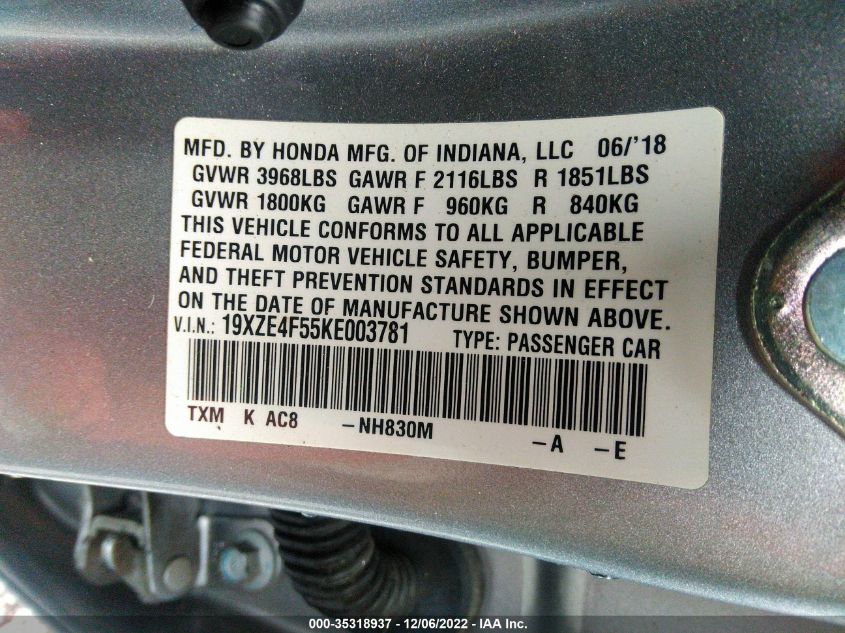 MFD. BY HONDA MFG. OF INDIANA, LLC 06/'18
GVWR 3968LBS GAWR F 2116LBS R 1851LBS
GVWR 1800KG GAWR F 960KG R 840KG
THIS VEHICLE CONFORMS TO ALL APPLICABLE
FEDERAL MOTOR VEHICLE SAFETY, BUMPER,
AND THEFT PREVENTION STANDARDS IN EFFECT
ON THE DATE OF MANUFACTURE SHOWN ABOVE.
V.I.N.: 19XZE4F55KE003781 TYPE: PASSENGER CAR
TXM K AC8 -NH830M -A -E
000-35318937 - 12/06/2022 - IAA Inc.